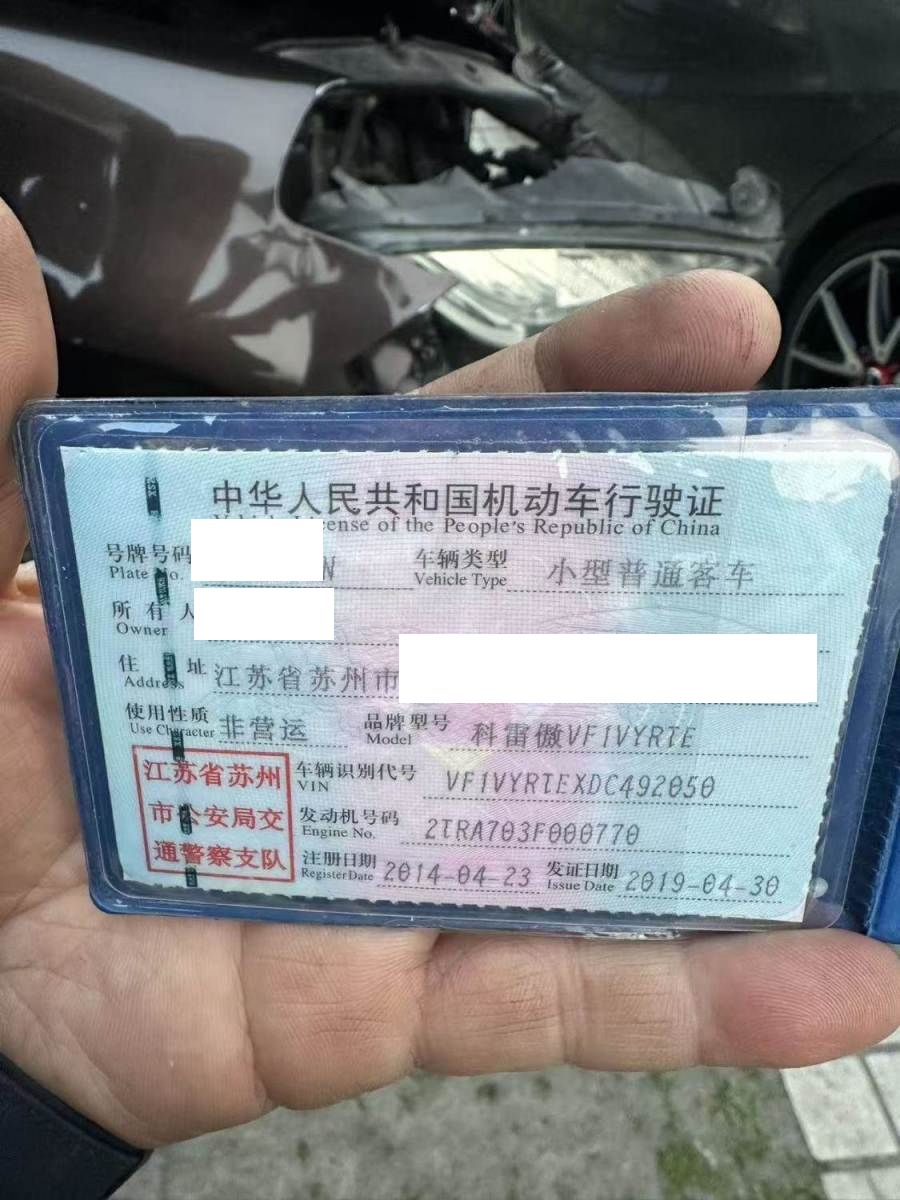 中华人民共和国机动车行驶证
License of the People's Republic of China
号牌号码 N 车辆类型 小型普通客车
Plate No. Vehicle Type
所有人
Owner
住址 江苏省苏州市
Address
使用性质 非营运 品牌型号 科雷傲VF1VYRTE
Use Character Model
江苏省苏州 车辆识别代号 VF1VYRTEXDC492050
VIN
市公安局交 发动机号码 2TRA703F000770
Engine No.
通警察支队 注册日期 2014-04-23 发证日期 2019-04-30
Register Date Issue Date